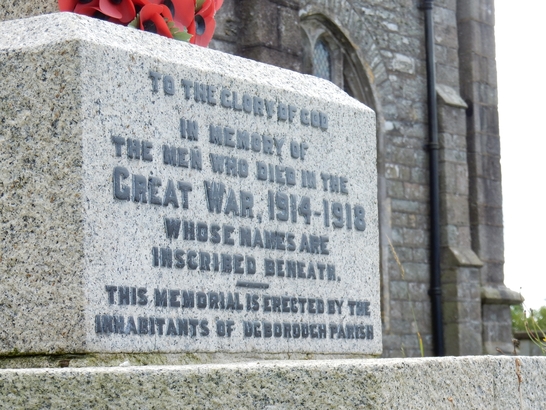 TO THE GLORY OF GOD
IN MEMORY OF
THE MEN WHO DIED IN THE
GREAT WAR, 1914-1918
WHOSE NAMES ARE
INSCRIBED BENEATH.
THIS MEMORIAL IS ERECTED BY THE
INHABITANTS OF UGBOROUGH PARISH